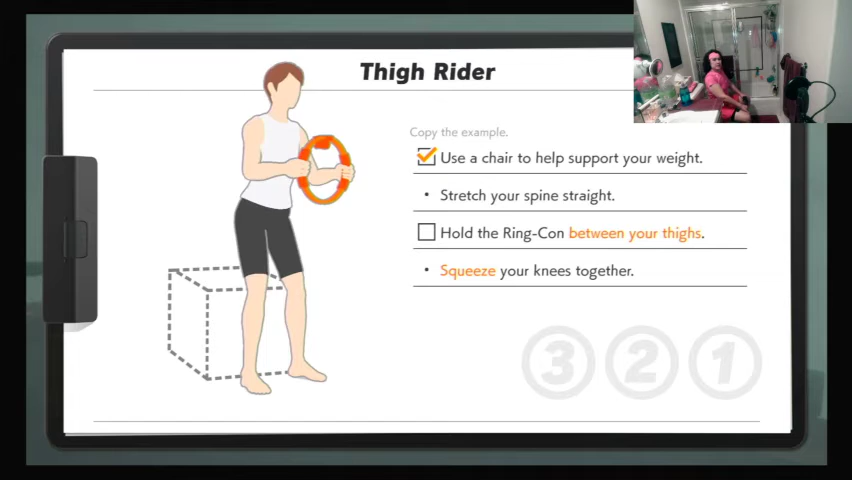 Thigh Rider
Copy the example.
Use a chair to help support your weight.
• Stretch your spine straight.
Hold the Ring-Con between your thighs.
• Squeeze your knees together.
3 2 1